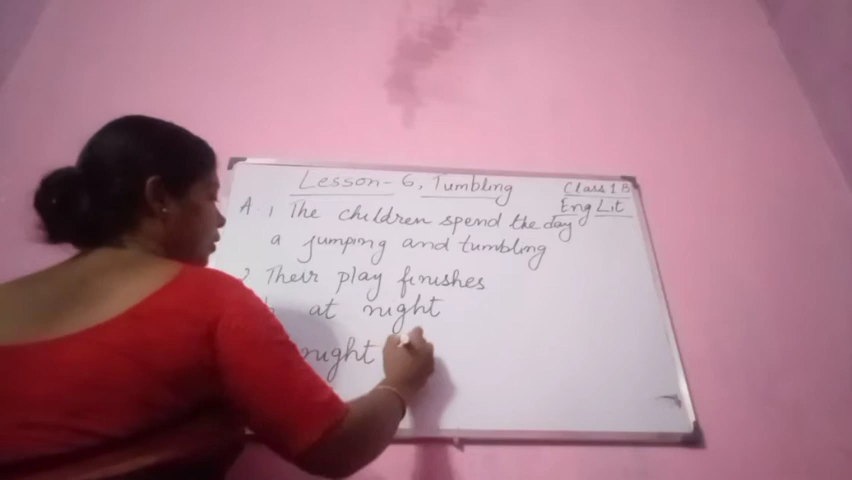 Lesson - 6, Tumbling
Class 1 B
Eng Lit
A. 1 The children spend the day
a jumping and tumbling
2 Their play finishes
b at night
night